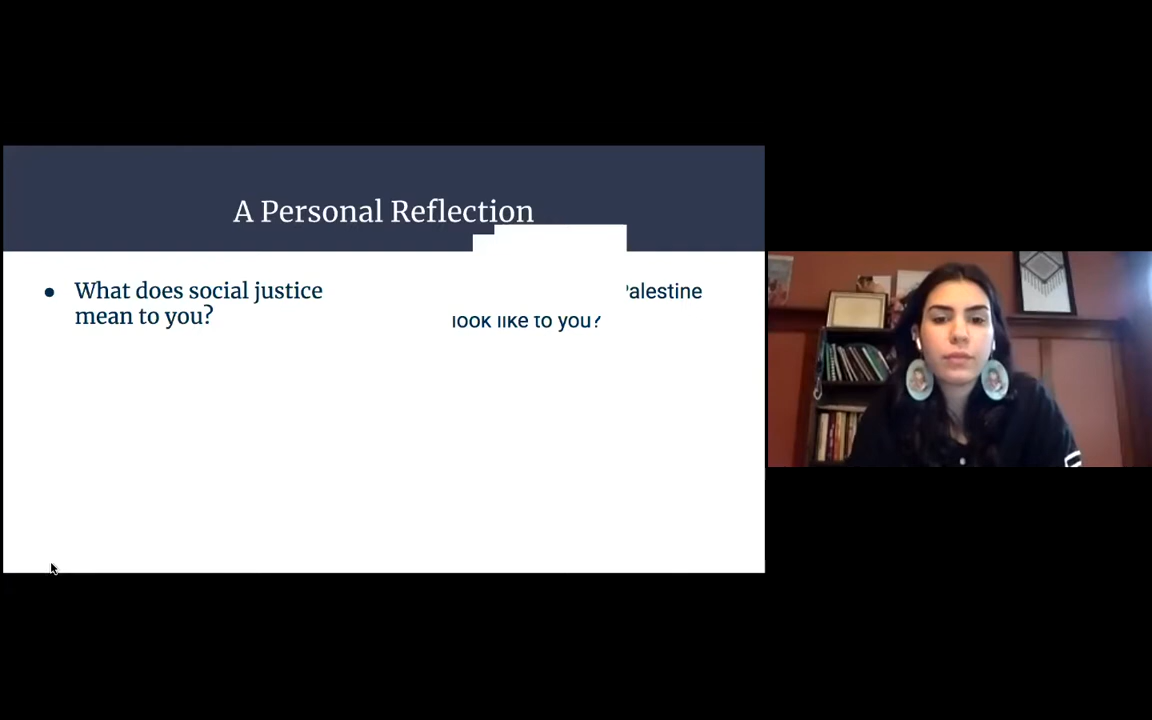 A Personal Reflection
● What does social justice
mean to you?
alestine
look like to you?